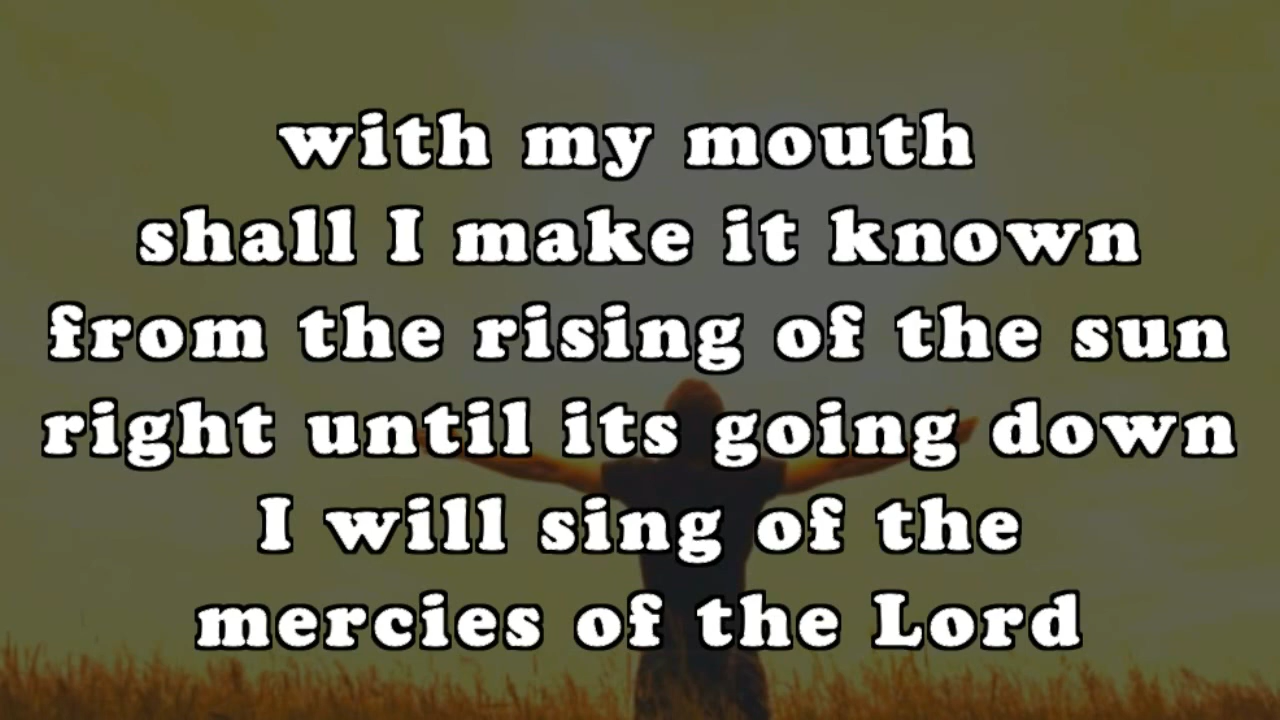 with my mouth
shall I make it known
from the rising of the sun
right until its going down
I will sing of the
mercies of the Lord